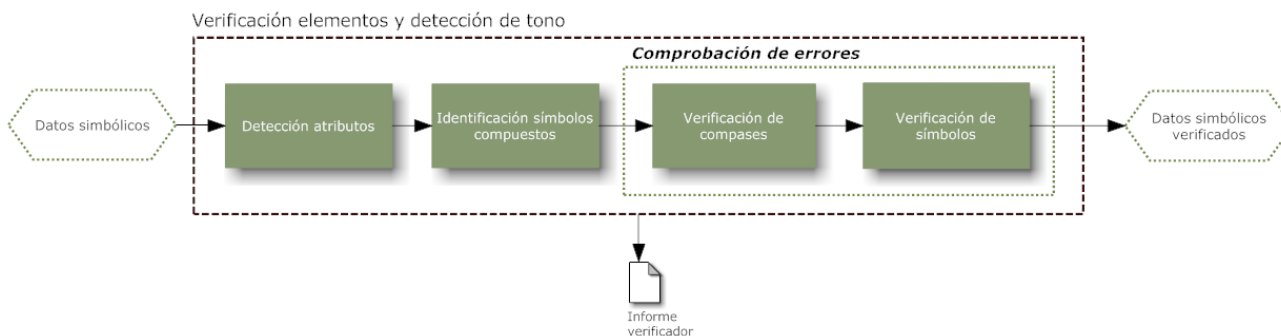 Verificación elementos y detección de tono
Comprobación de errores
Datos simbólicos
Detección atributos
Identificación símbolos
compuestos
Verificación de
compases
Verificación de
símbolos
Datos simbólicos
verificados
Informe
verificador